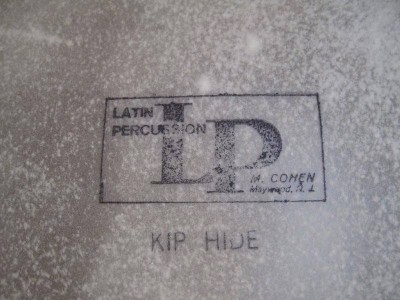 LATIN
PERCUSSION
LP
M. COHEN
Maywood, N. J.
KIP HIDE